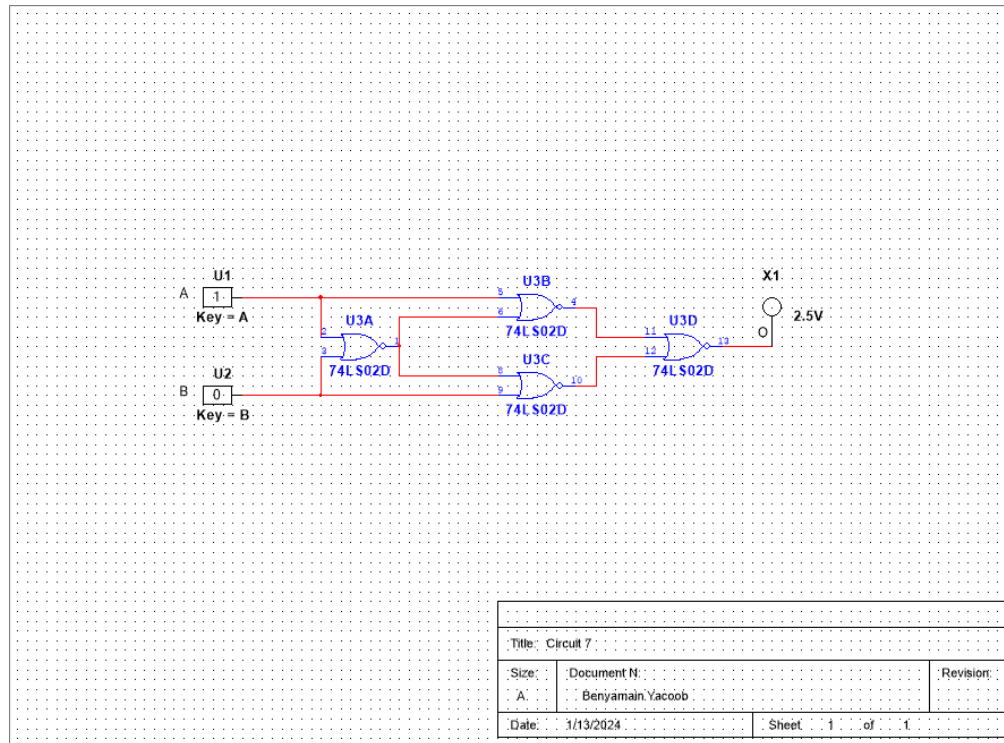 U1
A 1
Key = A
U2
B 0
Key = B
2
3
U3A
1
74LS02D
U3B
5
6
4
74LS02D
U3C
8
9
10
74LS02D
U3D
11
12
13
74LS02D
X1
2.5V
O
Title: Circuit 7
Size: Document N: Revision:
A Benyamain Yacoob
Date: 1/13/2024 Sheet 1 of 1